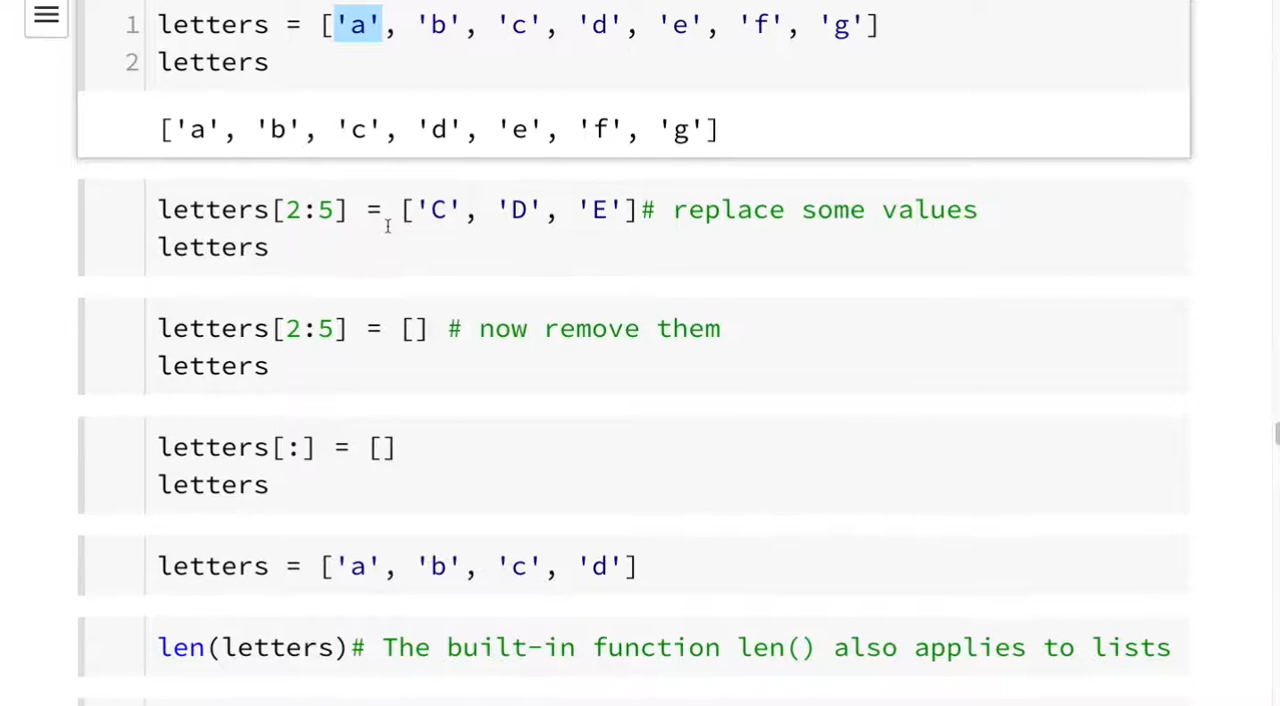 1 letters = ['a', 'b', 'c', 'd', 'e', 'f', 'g']
2 letters
['a', 'b', 'c', 'd', 'e', 'f', 'g']
letters[2:5] = ['C', 'D', 'E']# replace some values
letters
letters[2:5] = [] # now remove them
letters
letters[:] = []
letters
letters = ['a', 'b', 'c', 'd']
len(letters)# The built-in function len() also applies to lists